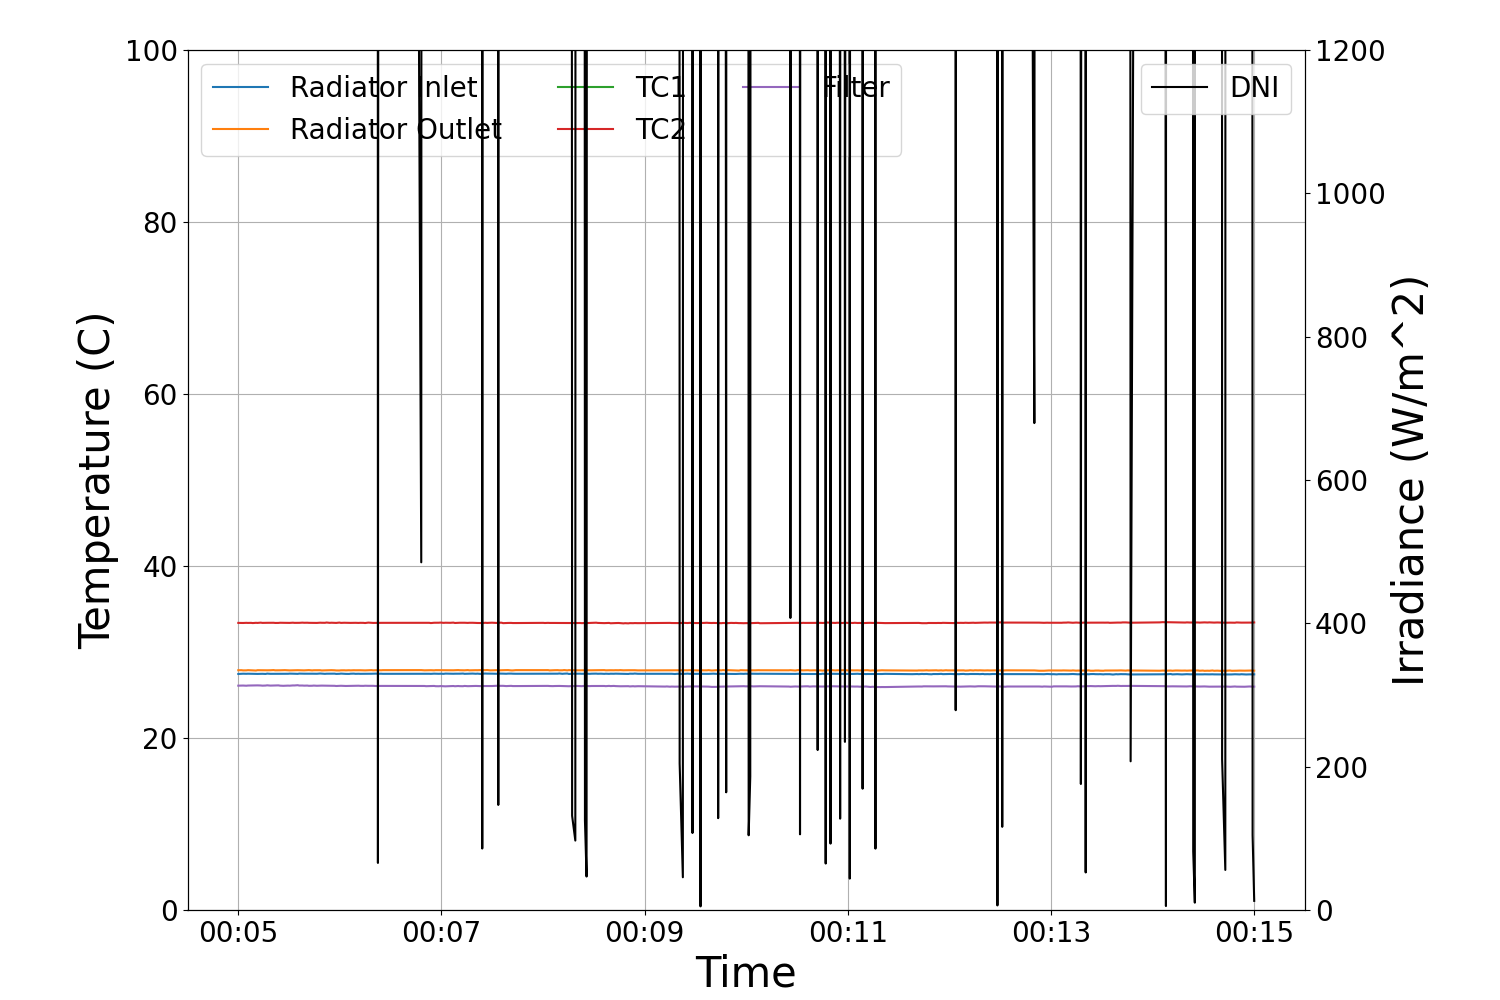 100
80
60
40
20
0
Temperature (C)
Radiator Inlet
Radiator Outlet
TC1
TC2
Filter
DNI
1200
1000
800
600
400
200
0
Irradiance (W/m^2)
00:05 00:07 00:09 00:11 00:13 00:15
Time